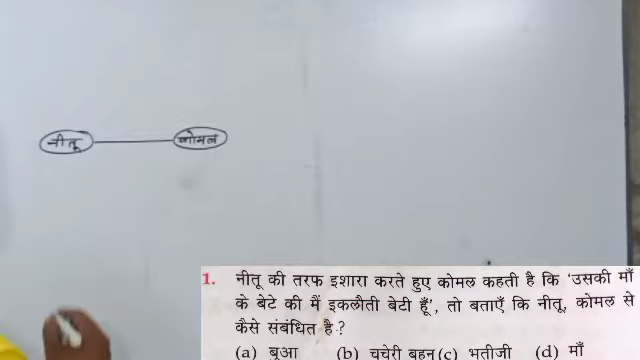 नीतू कोमल
1. नीतू की तरफ इशारा करते हुए कोमल कहती है कि 'उसकी माँ
के बेटे की मैं इकलौती बेटी हूँ', तो बताएँ कि नीतू, कोमल से
कैसे संबंधित है ?
(a) बुआ (b) चचेरी बहन (c) भतीजी (d) माँ